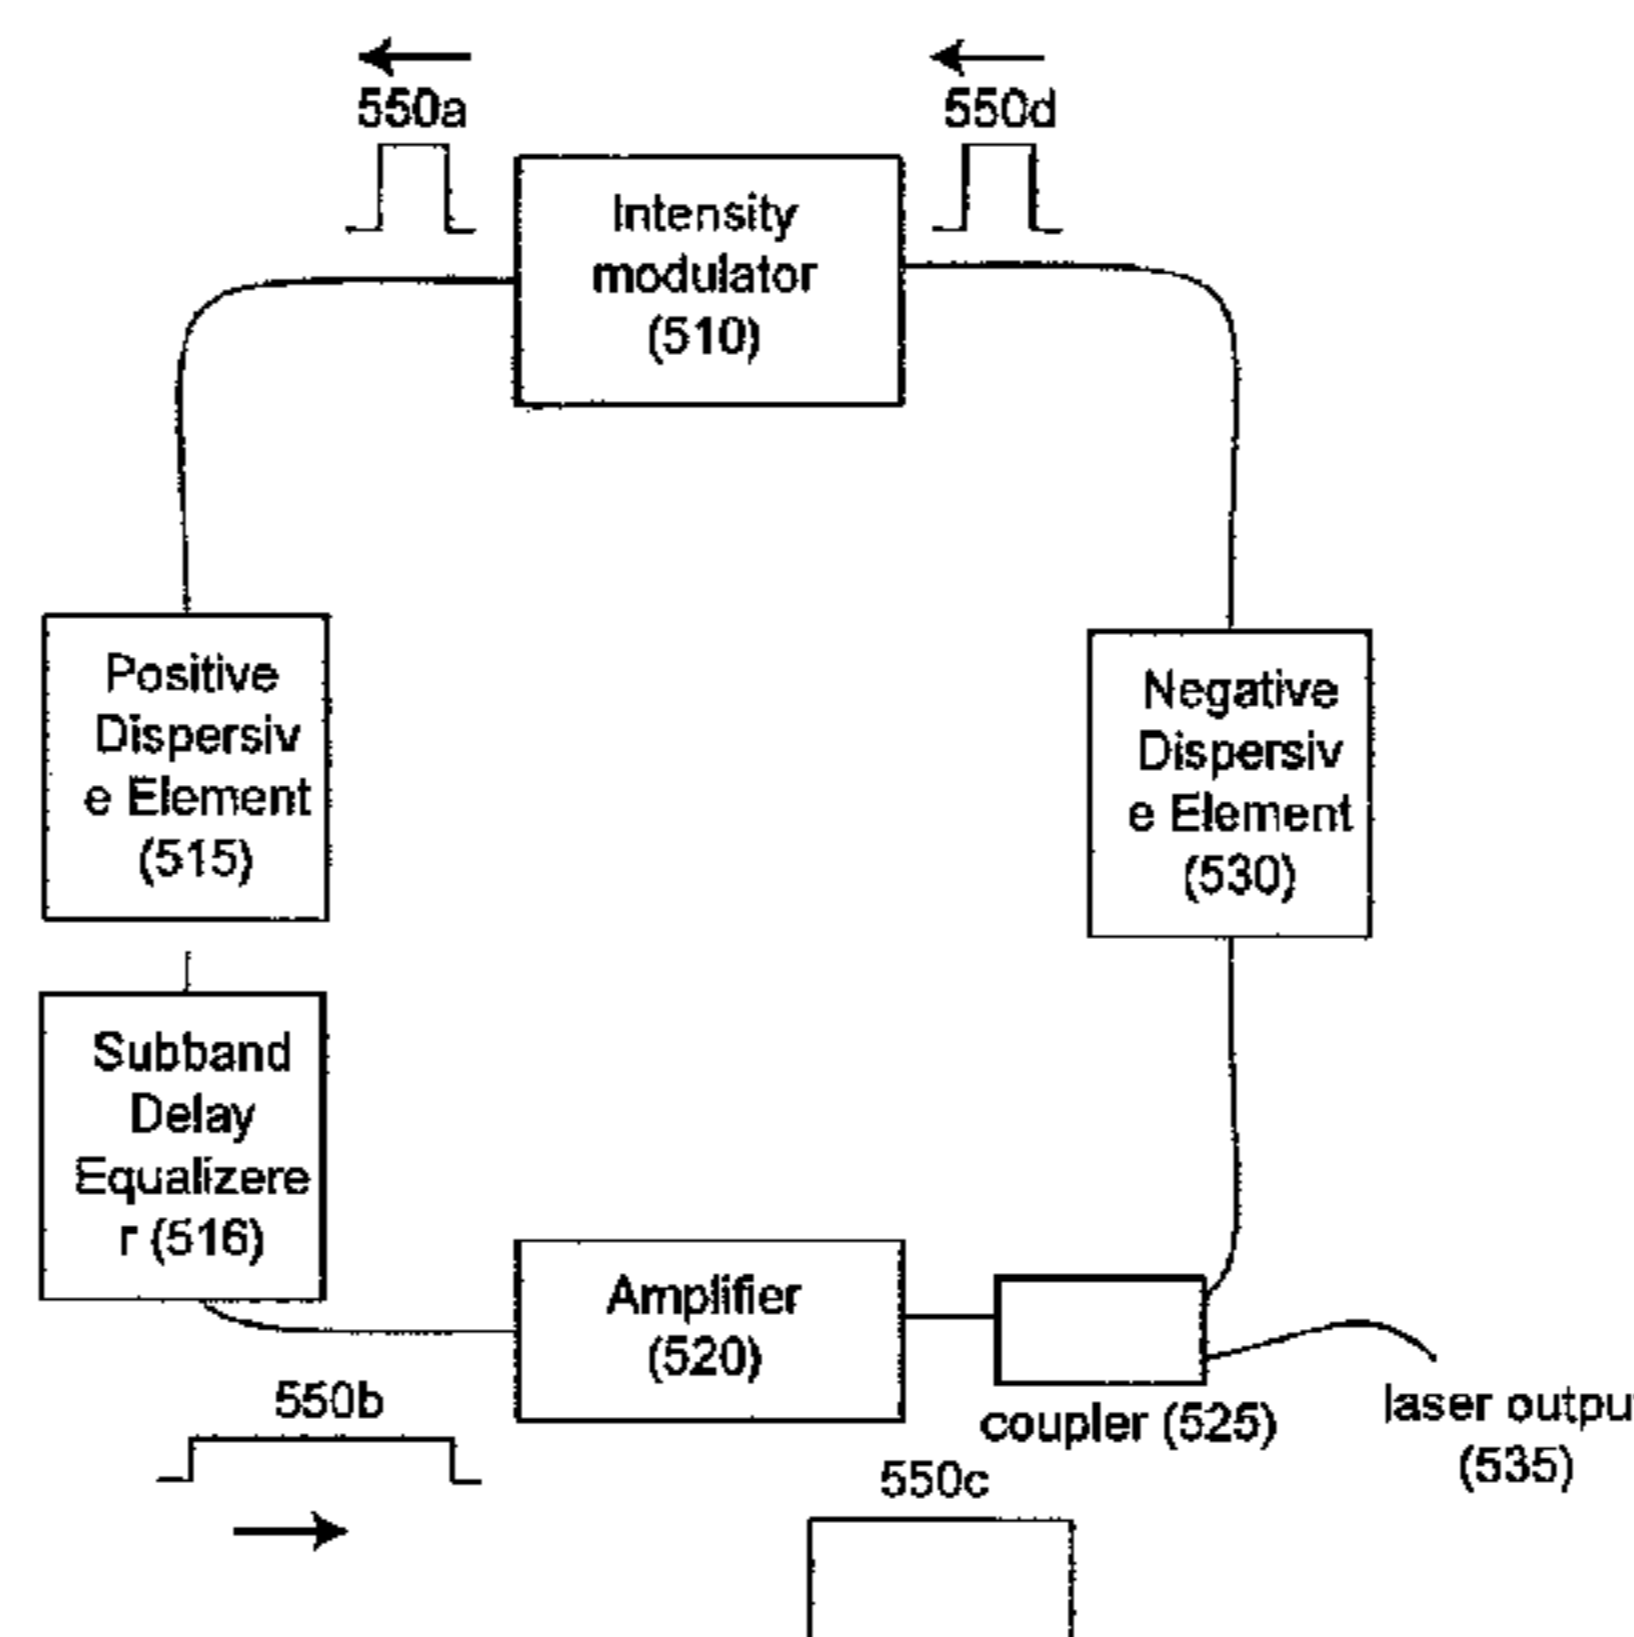 550a
550d
Intensity
modulator
(510)
Positive
Dispersiv
e Element
(515)
Negative
Dispersiv
e Element
(530)
Subband
Delay
Equalizere
r (516)
Amplifier
(520)
550b
coupler (525)
laser outpu
(535)
550c